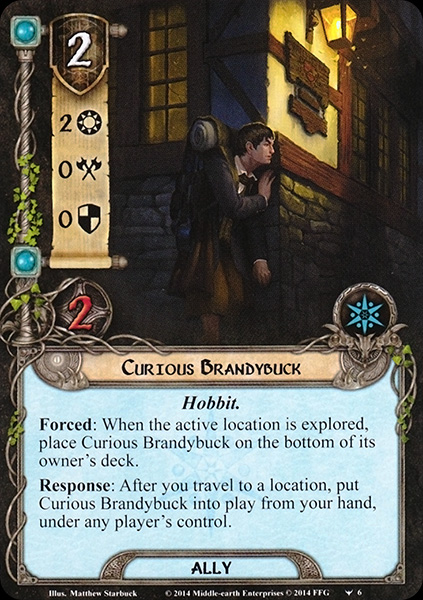 2
2
0
0
2
CURIOUS BRANDYBUCK
Hobbit.
Forced: When the active location is explored,
place Curious Brandybuck on the bottom of its
owner's deck.
Response: After you travel to a location, put
Curious Brandybuck into play from your hand,
under any player's control.
ALLY
Illus. Matthew Starbuck © 2014 Middle-earth Enterprises © 2014 FFG 6